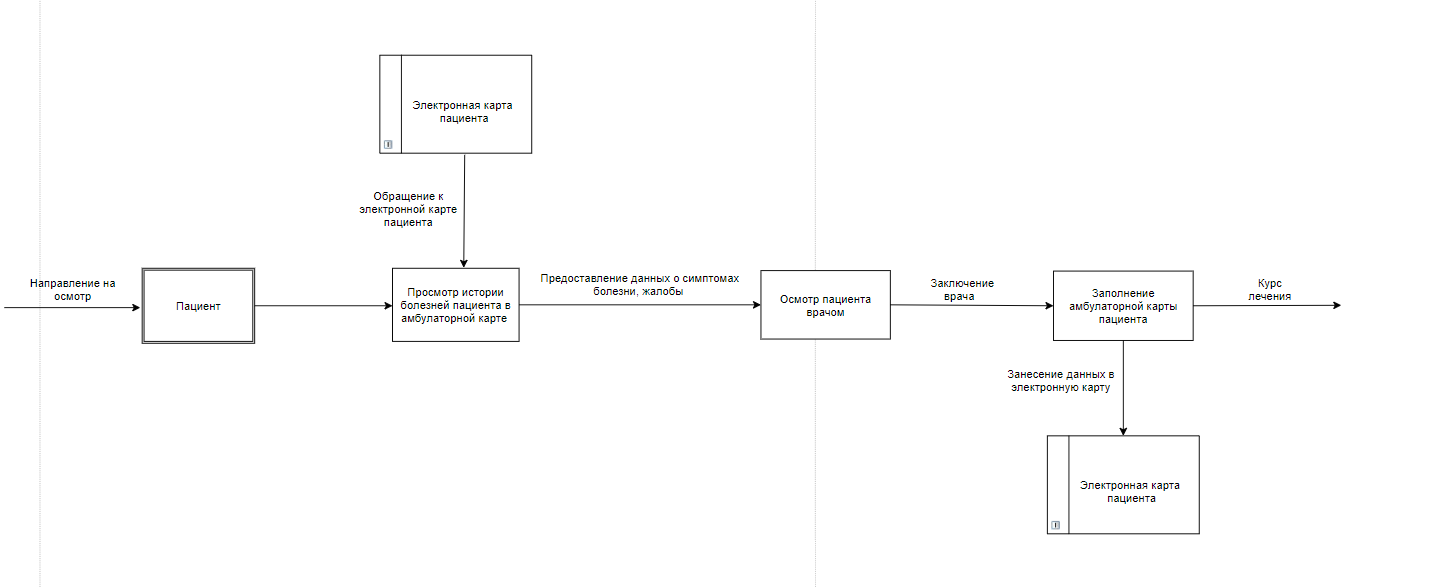 Электронная карта
пациента
Обращение к
электронной карте
пациента
Направление на
осмотр
Пациент
Просмотр истории
болезней пациента в
амбулаторной карте
Предоставление данных о симптомах
болезни, жалобы
Осмотр пациента
врачом
Заключение
врача
Заполнение
амбулаторной карты
пациента
Курс
лечения
Занесение данных в
электронную карту
Электронная карта
пациента